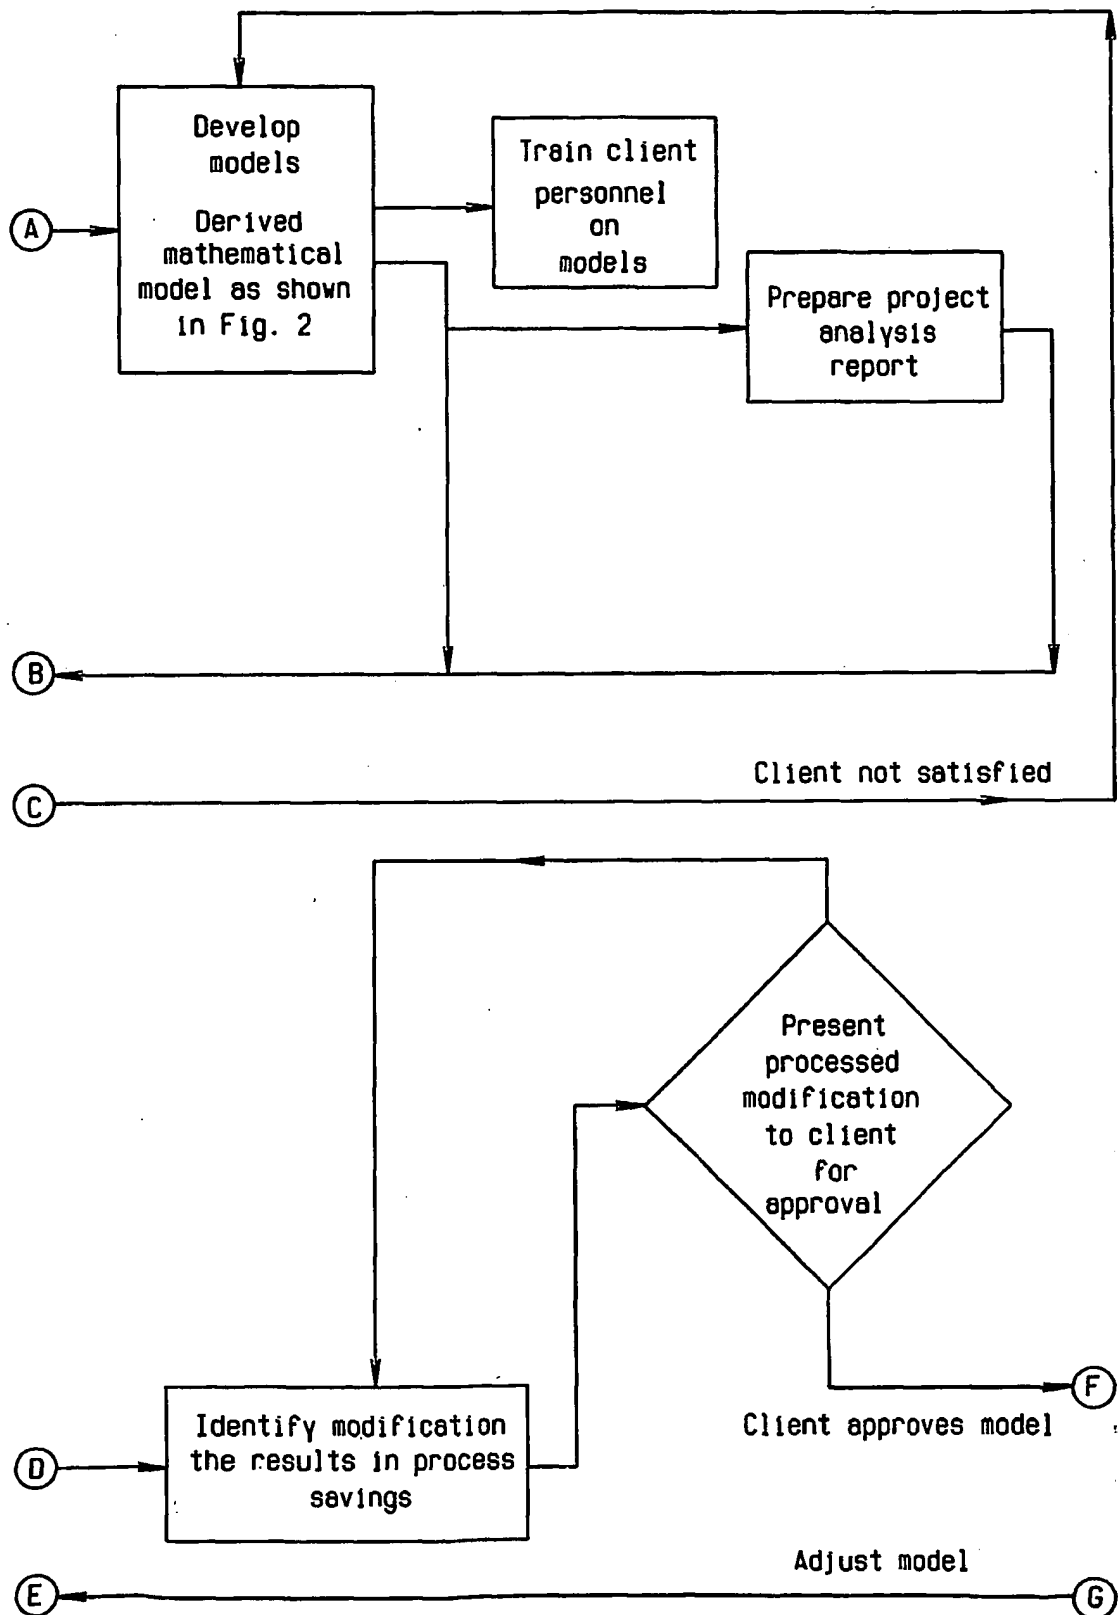 Develop
models
Derived
mathematical
model as shown
in Fig. 2
Train client
personnel
on
models
A
Prepare project
analysis
report
B
Client not satisfied
C
Present
processed
modification
to client
for
approval
F
Client approves model
Identify modification
the results in process
savings
D
Adjust model
E
G